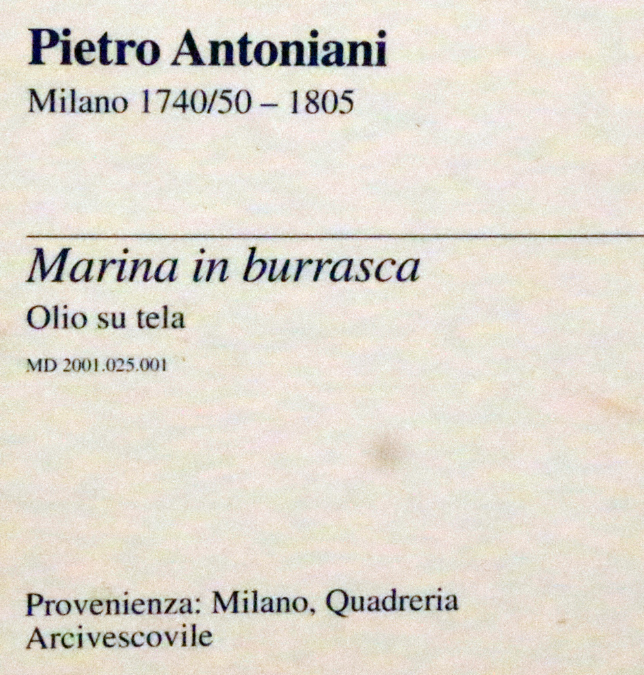 Pietro Antoniani
Milano 1740/50 – 1805
Marina in burrasca
Olio su tela
MD 2001.025.001
Provenienza: Milano, Quadreria
Arcivescovile